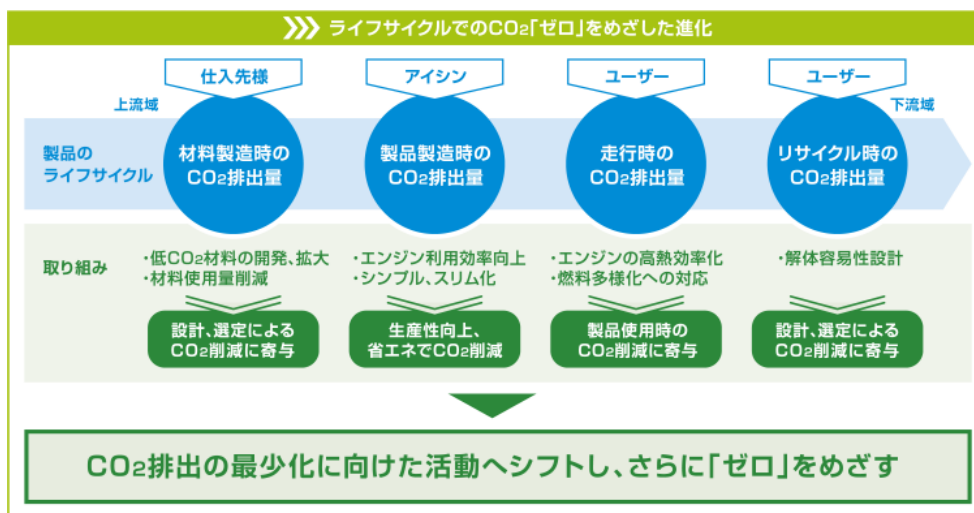 ライフサイクルでのCO₂「ゼロ」をめざした進化
仕入先様
アイシン
ユーザー
ユーザー
上流域
下流域
製品の
ライフサイクル
材料製造時の
CO₂排出量
製品製造時の
CO₂排出量
走行時の
CO₂排出量
リサイクル時の
CO₂排出量
取り組み
・低CO₂材料の開発、拡大
・材料使用量削減
・エンジン利用効率向上
・シンプル、スリム化
・エンジンの高熱効率化
・燃料多様化への対応
・解体容易性設計
設計、選定による
CO₂削減に寄与
生産性向上、
省エネでCO₂削減
製品使用時の
CO₂削減に寄与
設計、選定による
CO₂削減に寄与
CO₂排出の最少化に向けた活動へシフトし、さらに「ゼロ」をめざす